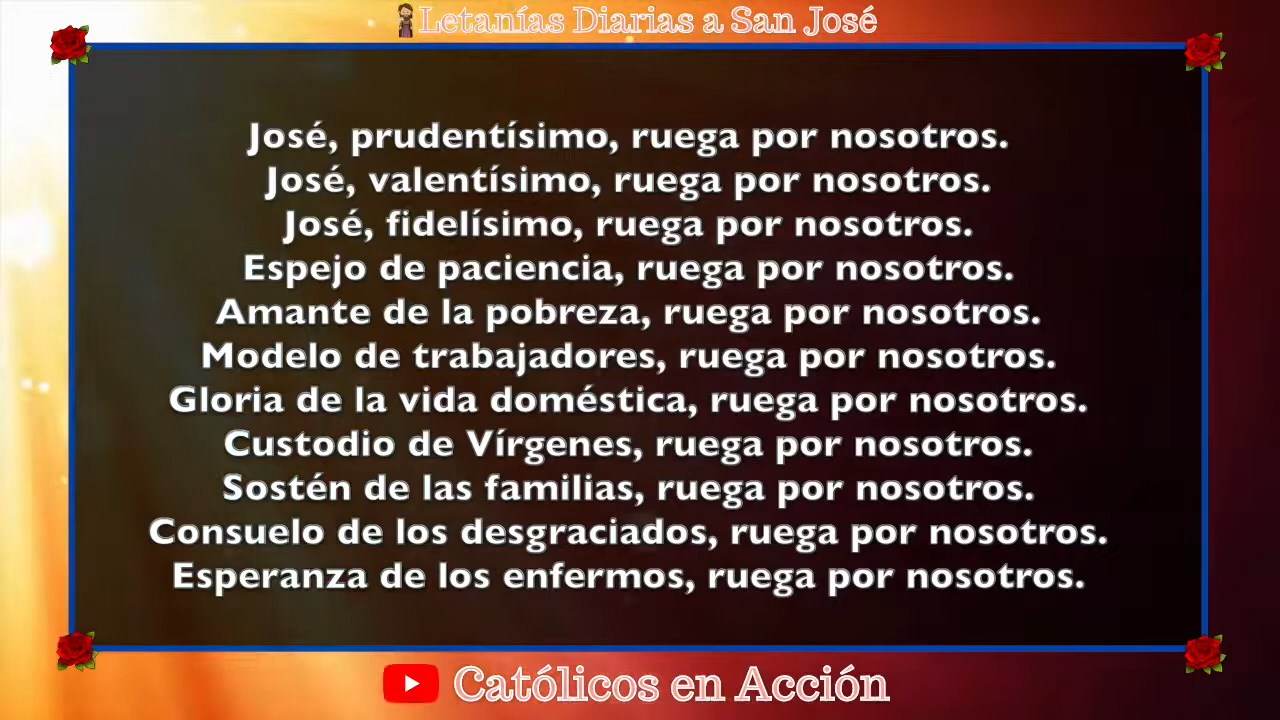 Letanías Diarias a San José
José, prudentísimo, ruega por nosotros.
José, valentísimo, ruega por nosotros.
José, fidelísimo, ruega por nosotros.
Espejo de paciencia, ruega por nosotros.
Amante de la pobreza, ruega por nosotros.
Modelo de trabajadores, ruega por nosotros.
Gloria de la vida doméstica, ruega por nosotros.
Custodio de Vírgenes, ruega por nosotros.
Sostén de las familias, ruega por nosotros.
Consuelo de los desgraciados, ruega por nosotros.
Esperanza de los enfermos, ruega por nosotros.
Católicos en Acción